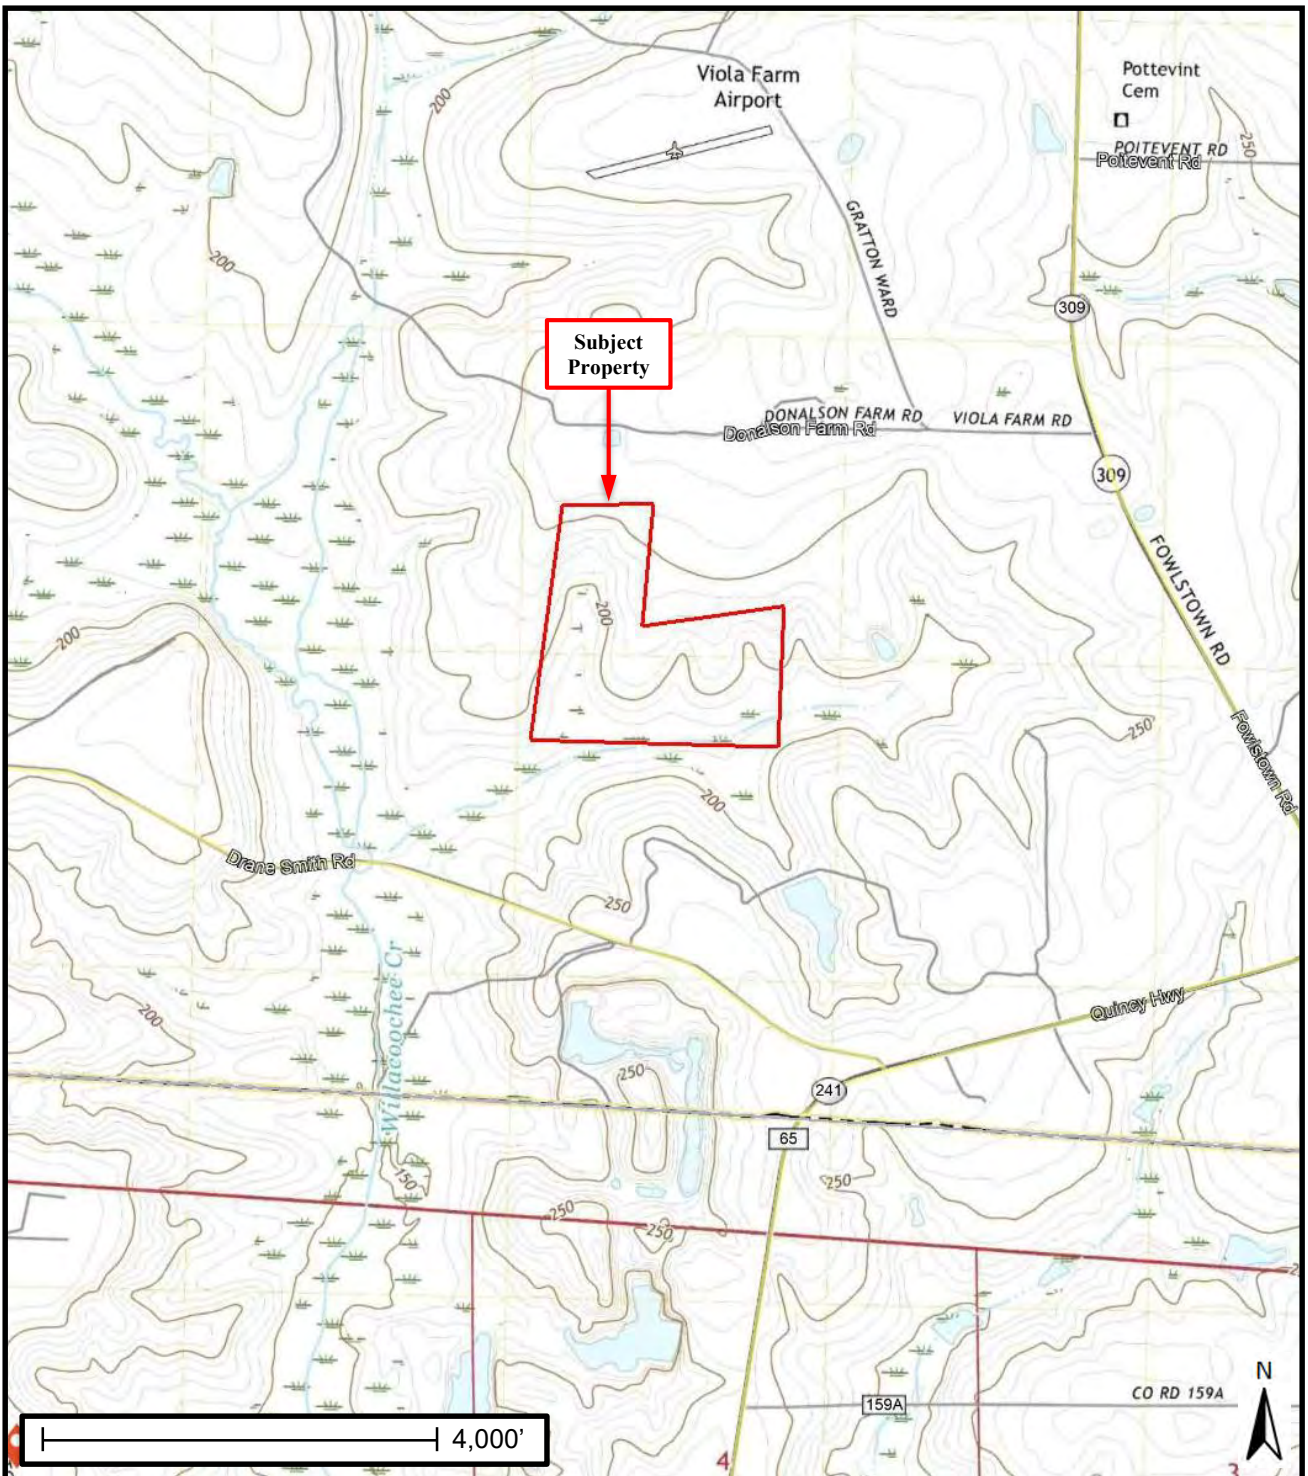 Viola Farm
Airport
Pottevint
Cem
200
POITEVENT RD
Poitevent Rd
250
GRATTON WARD
200
309
Subject
Property
DONALSON FARM RD
VIOLA FARM RD
Donalson Farm Rd
309
FOWLSTOWN RD
200
200
250
Fowlstown Rd
200
Drane Smith Rd
250
Willacoochee Cr
200
Quincy Hwy
250
241
65
150
250
250
250
N
CO RD 159A
159A
4,000'
4
3